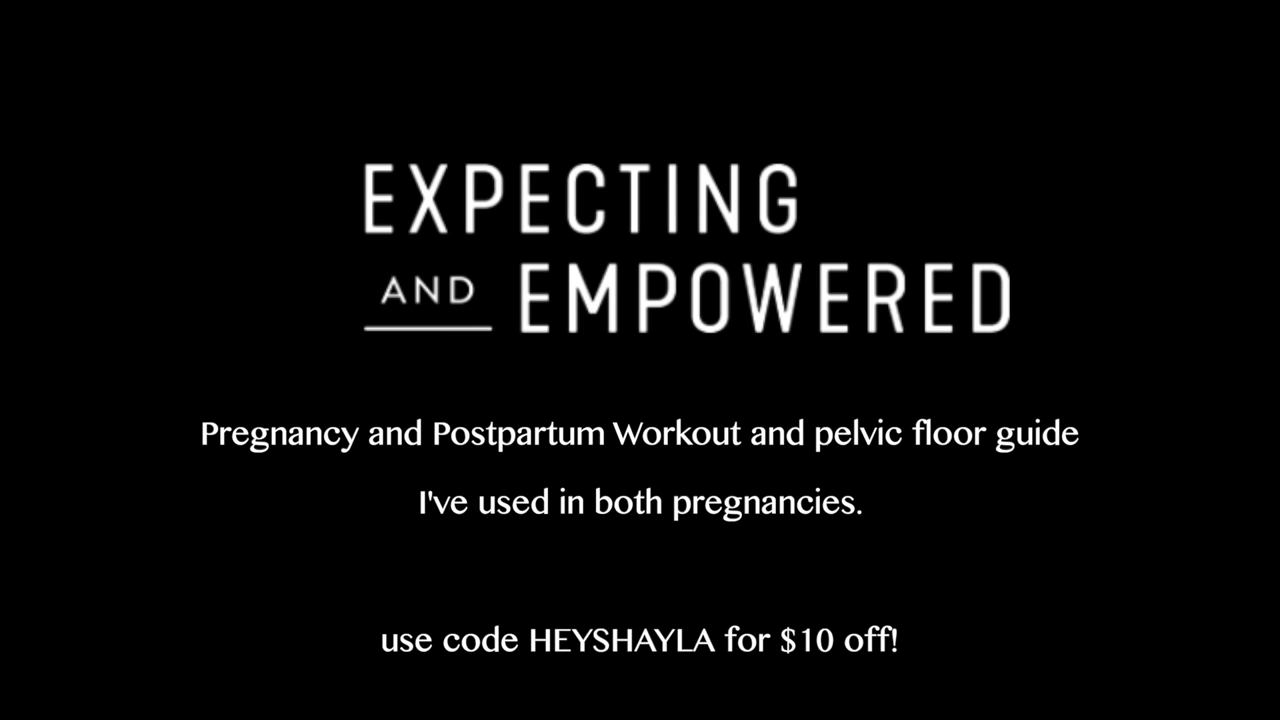 EXPECTING
AND EMPOWERED
Pregnancy and Postpartum Workout and pelvic floor guide
I've used in both pregnancies.
use code HEYSHAYLA for $10 off!